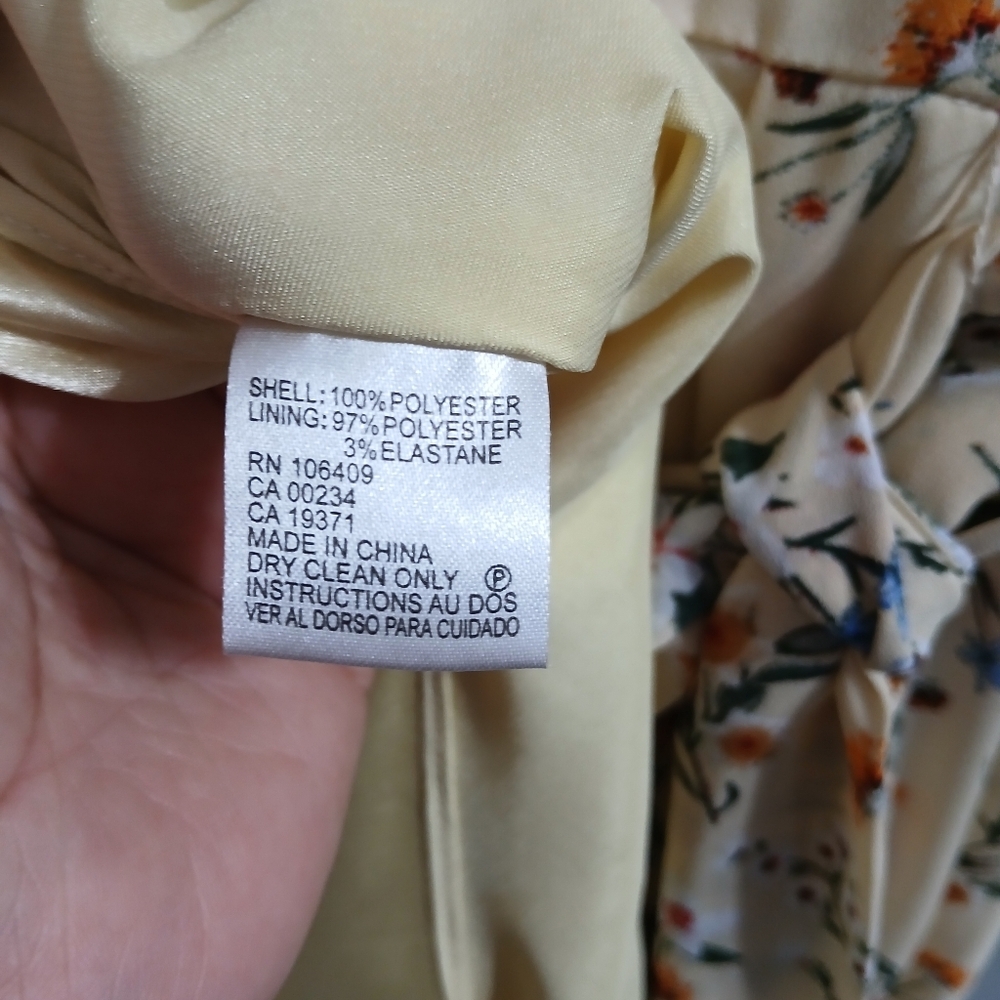 SHELL: 100% POLYESTER
LINING: 97% POLYESTER
3% ELASTANE
RN 106409
CA 00234
CA 19371
MADE IN CHINA
DRY CLEAN ONLY Ⓟ
INSTRUCTIONS AU DOS
VER AL DORSO PARA CUIDADO